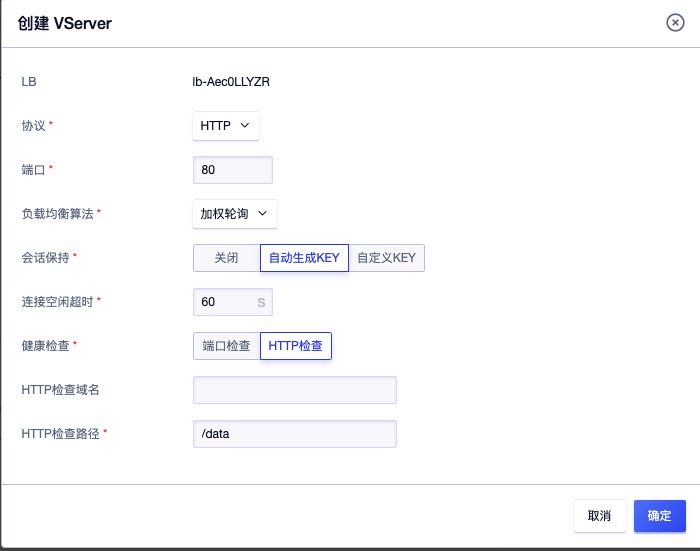 创建 VServer
LB lb-Aec0LLYZR
协议 * HTTP
端口 * 80
负载均衡算法 * 加权轮询
会话保持 * 关闭 自动生成KEY 自定义KEY
连接空闲超时 * 60 S
健康检查 * 端口检查 HTTP检查
HTTP检查域名
HTTP检查路径 * /data
取消 确定